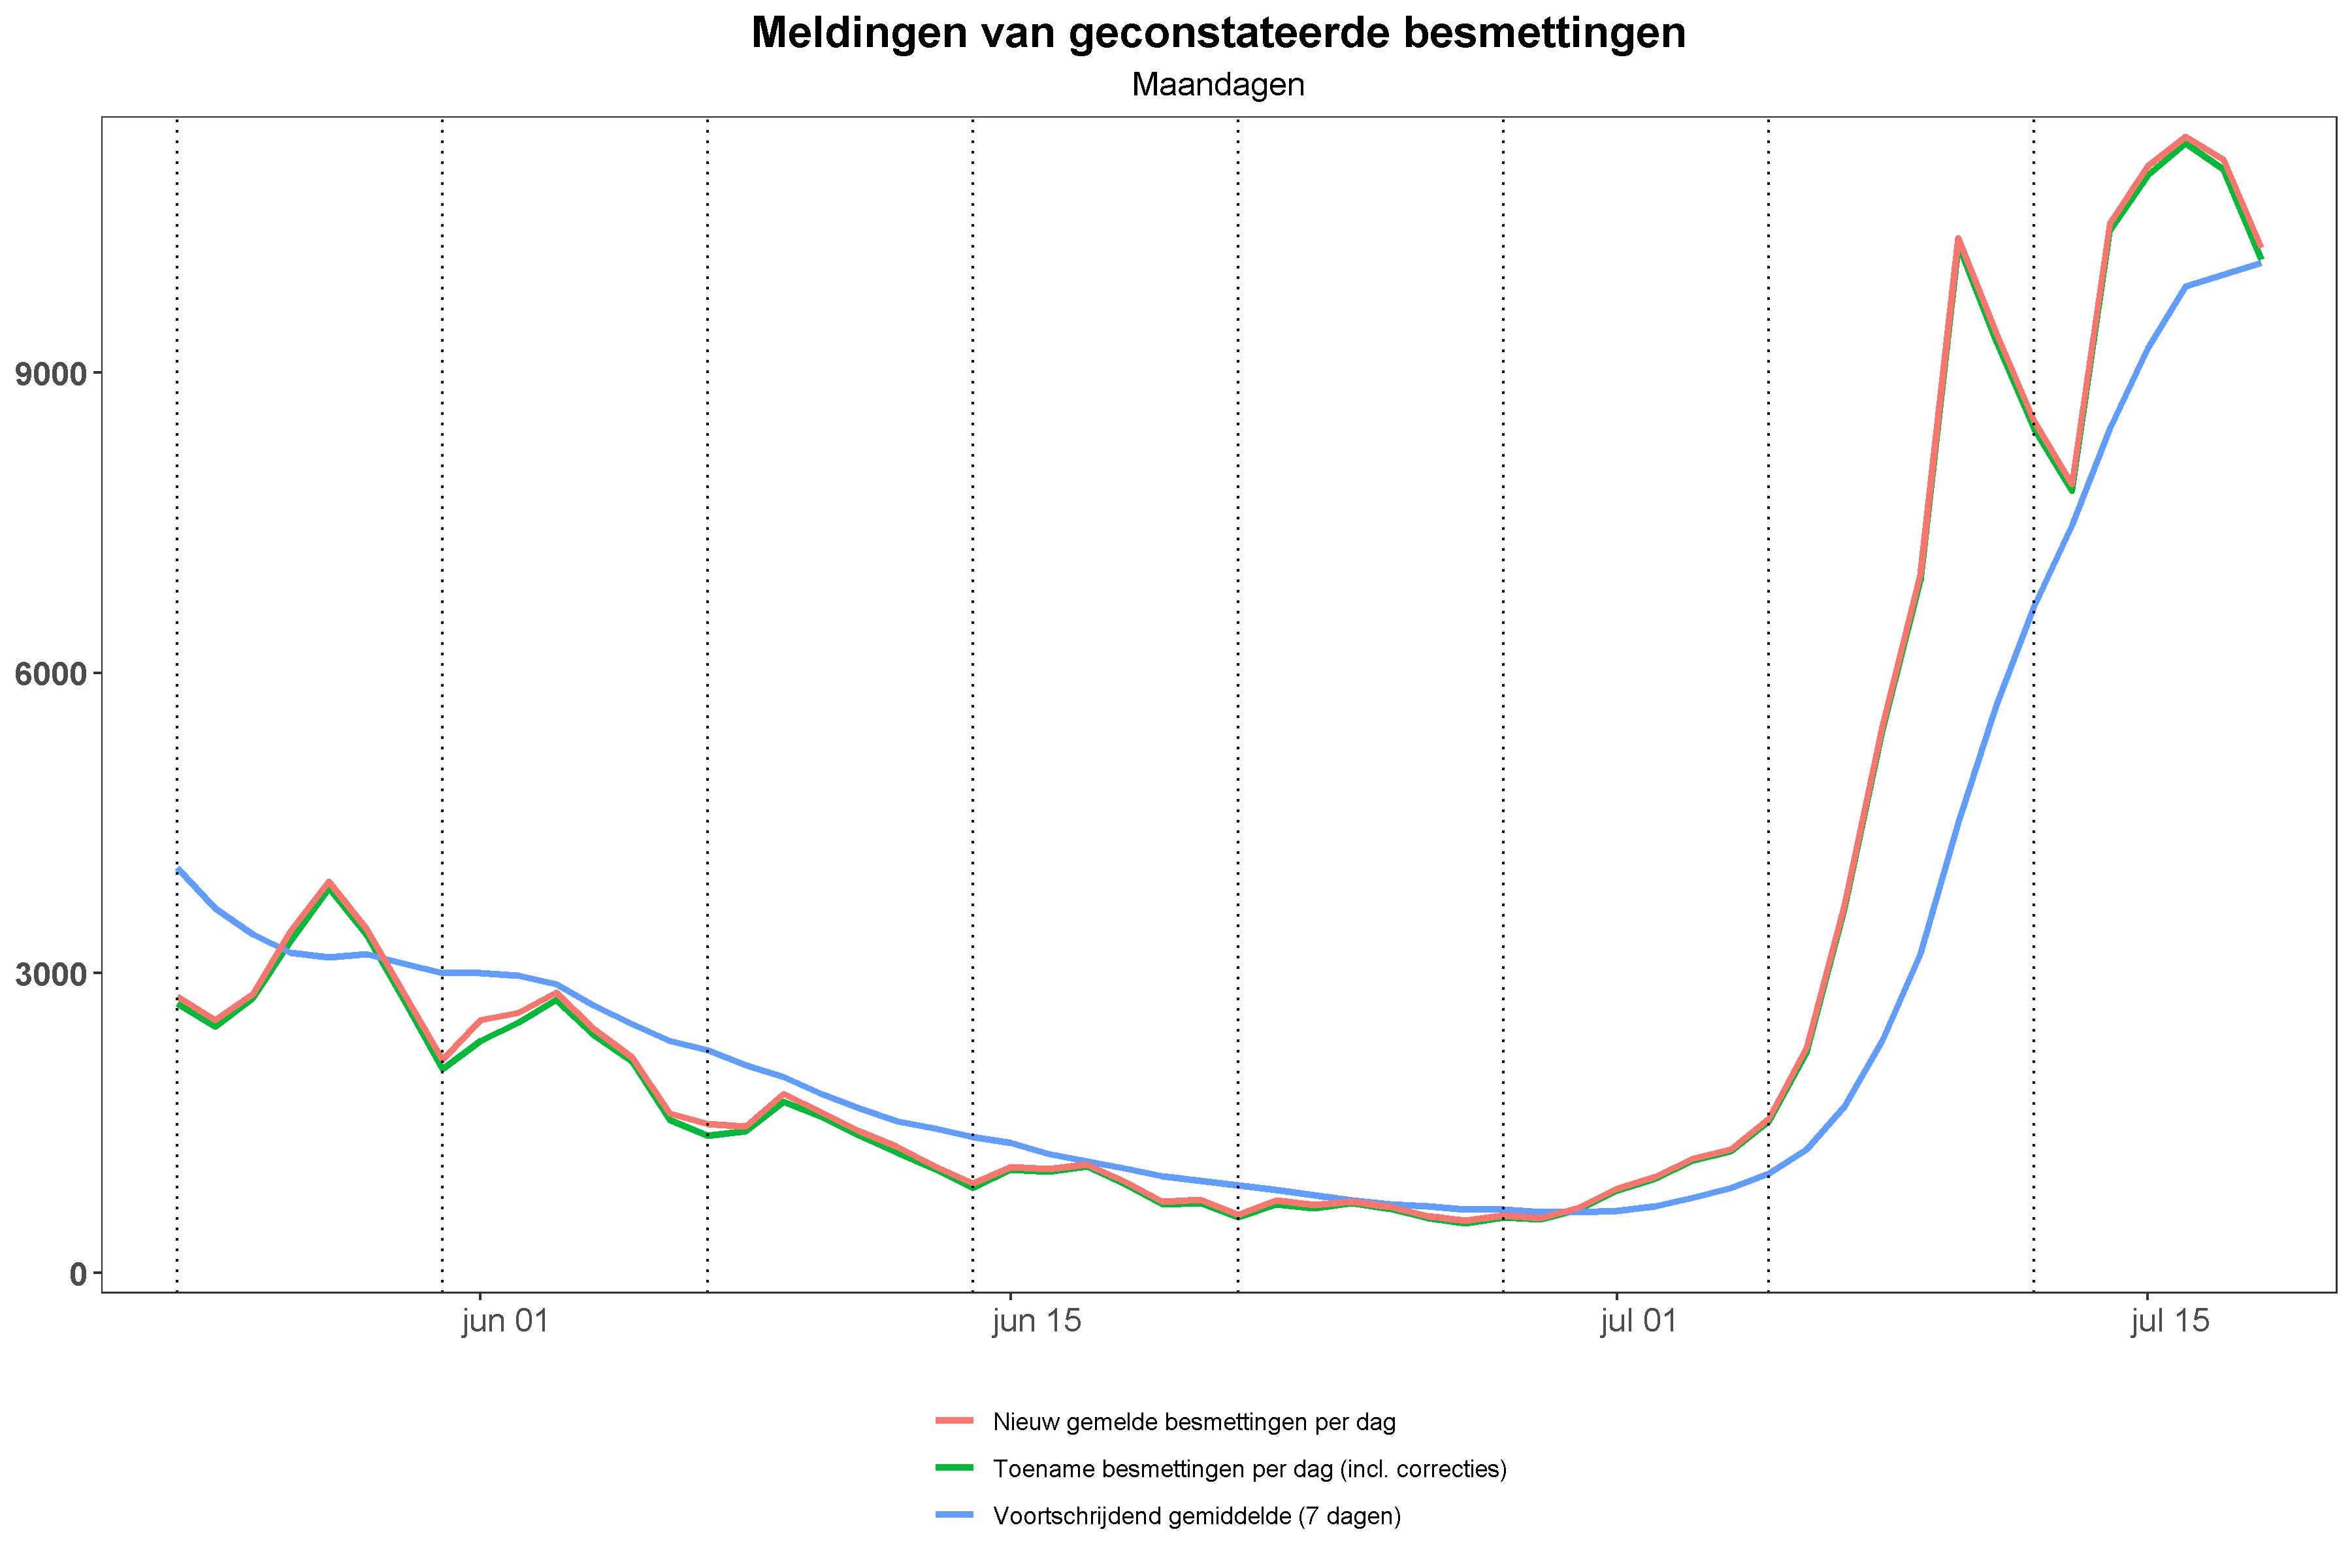 Meldingen van geconstateerde besmettingen
Maandagen
9000
6000
3000
0
jun 01
jun 15
jul 01
jul 15
Nieuw gemelde besmettingen per dag
Toename besmettingen per dag (incl. correcties)
Voortschrijdend gemiddelde (7 dagen)